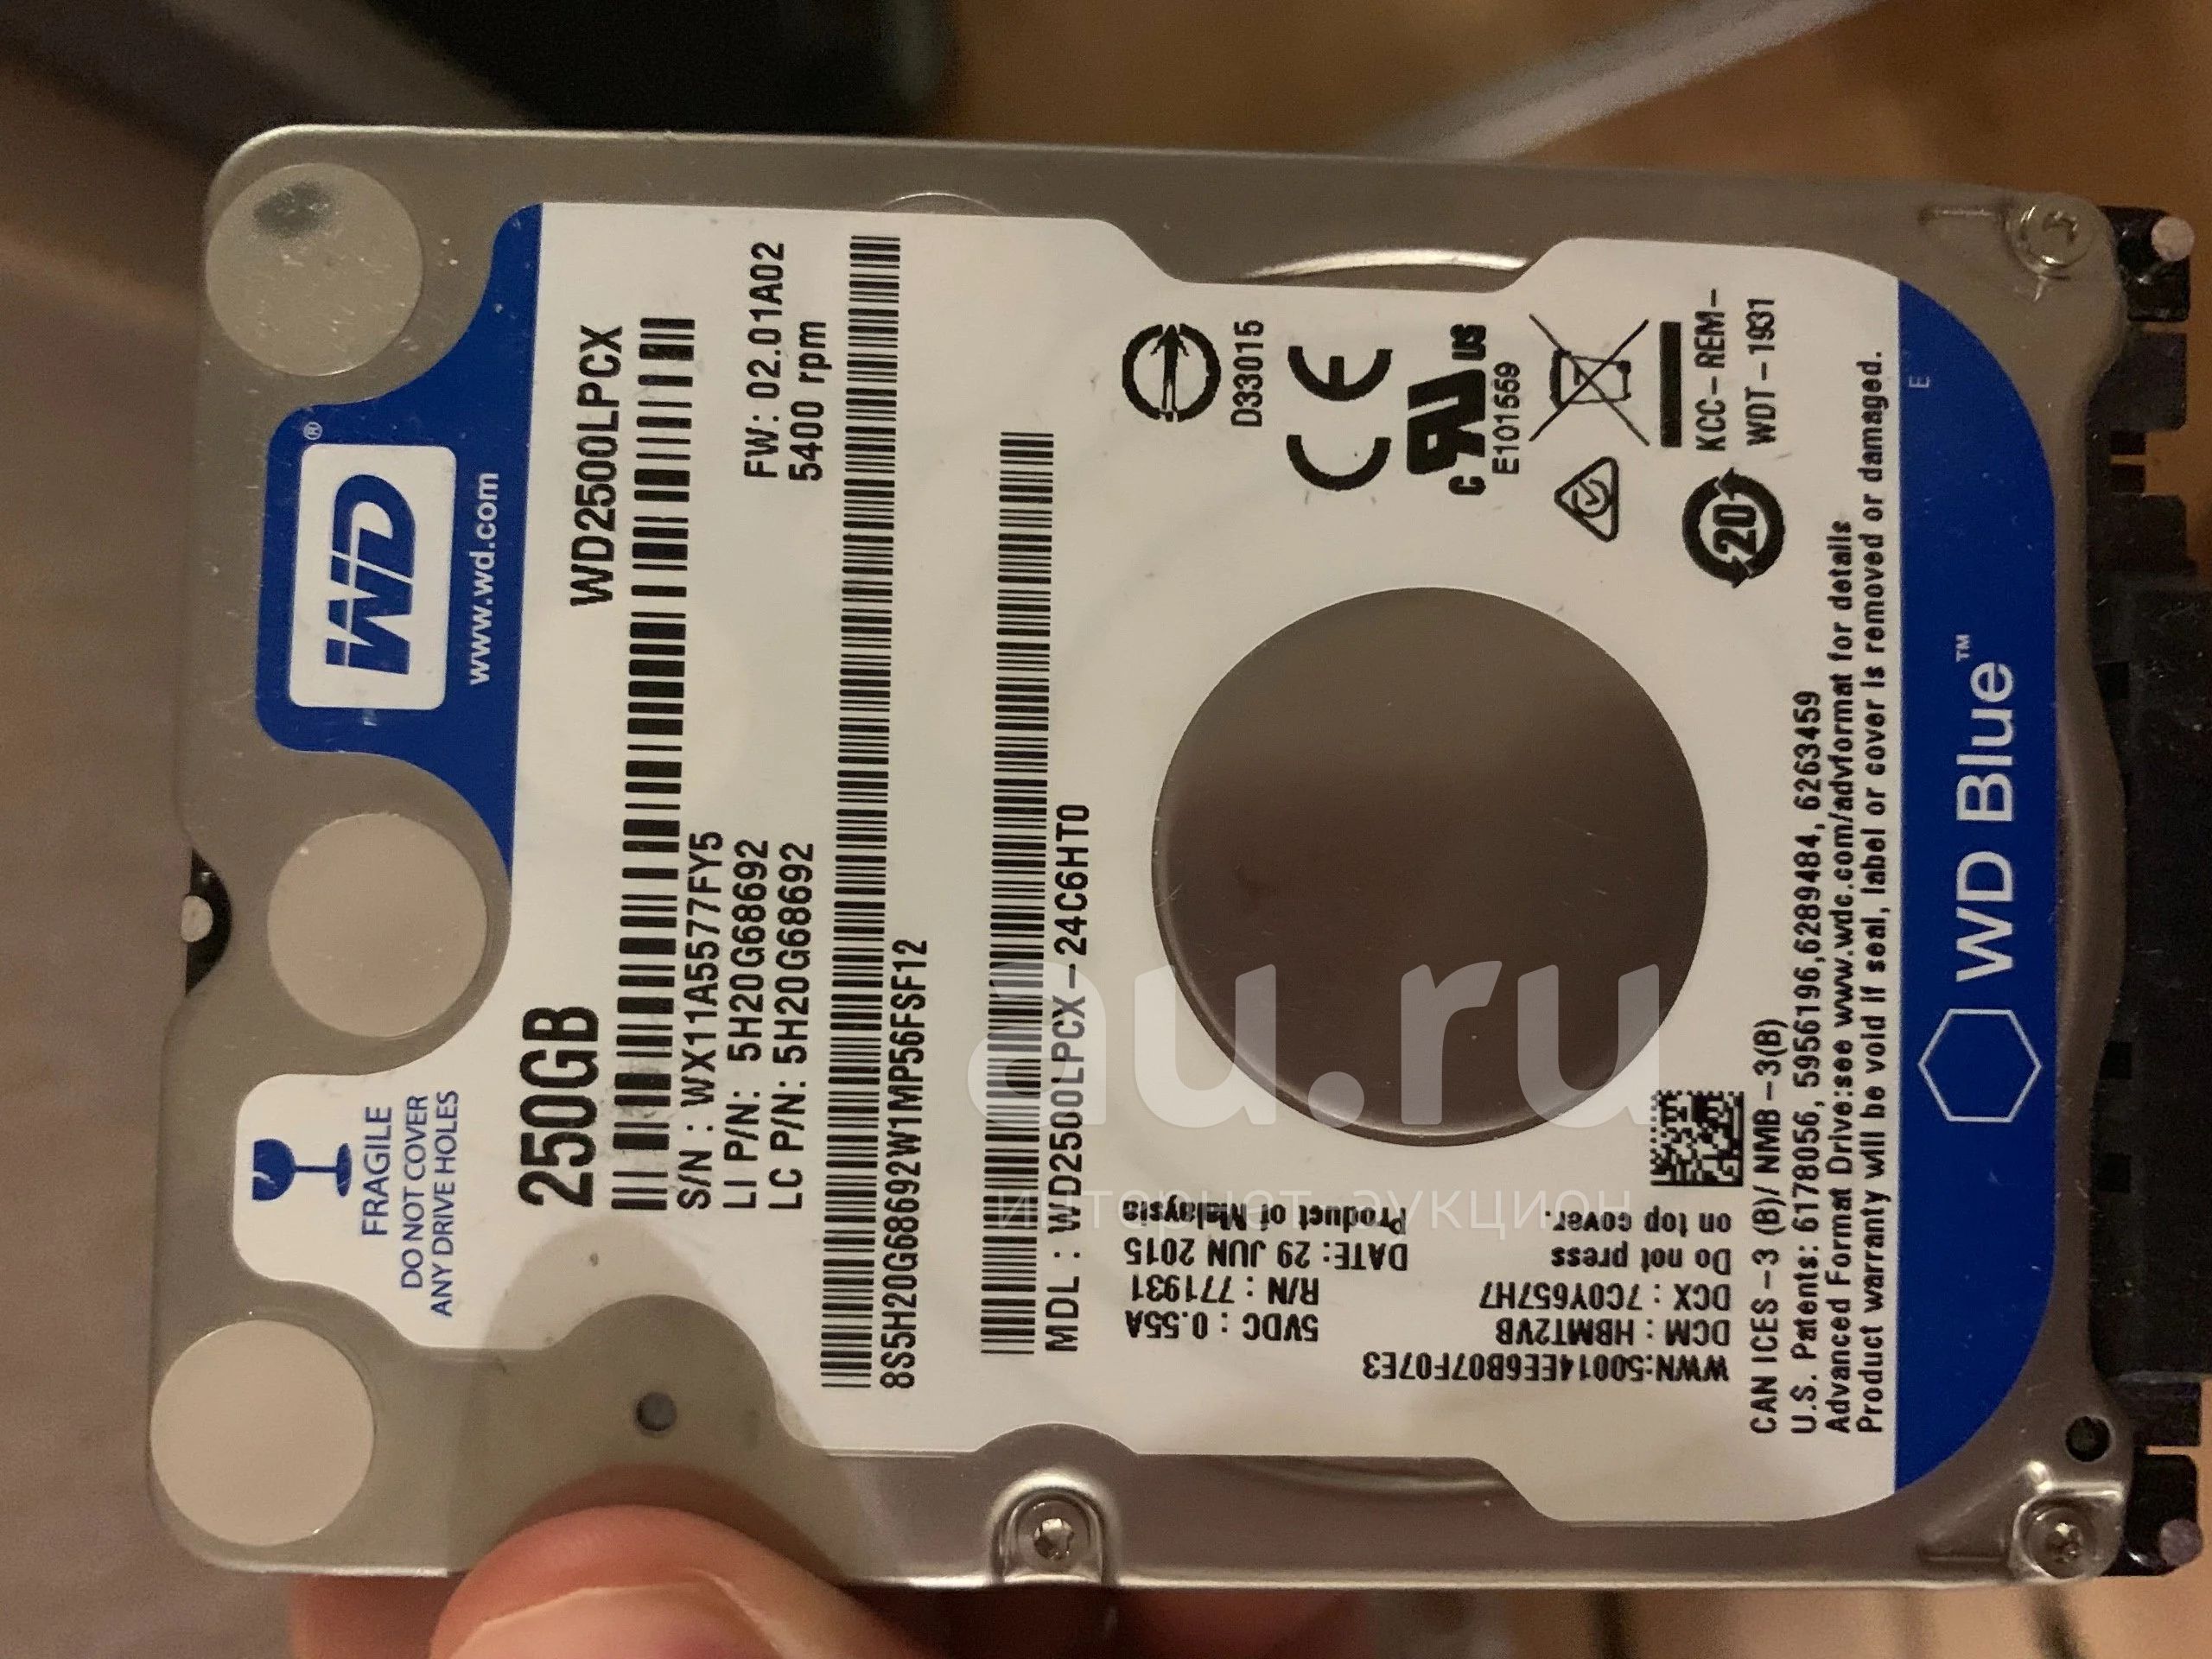 WD®
www.wd.com
FRAGILE
DO NOT COVER
ANY DRIVE HOLES
250GB
WD2500LPCX
S/N : WX11A5577FY5
LI P/N: 5H20G68692
LC P/N: 5H20G68692
FW: 02.01A02
5400 rpm
8S5H20G68692W1MP56FSF12
MDL : WD2500LPCX-24C6HT0
D33015
CE
c RU US
E101559
20
KCC-REM-
WDT-1931
Product of Malaysia
DATE: 29 JUN 2015
R/N : 771931
5VDC : 0.55A
on top cover.
Do not press
DCX : 7C0Y657H7
DCM : HBMT2VB
WWN:50014EE6B07F07E3
CAN ICES-3 (B)/ NMB-3(B)
U.S. Patents: 6178056, 5956196,6289484, 6263459
Advanced Format Drive:see www.wdc.com/advformat for details
Product warranty will be void if seal, label or cover is removed or damaged.
E
WD Blue™
au.ru
интернет аукцион